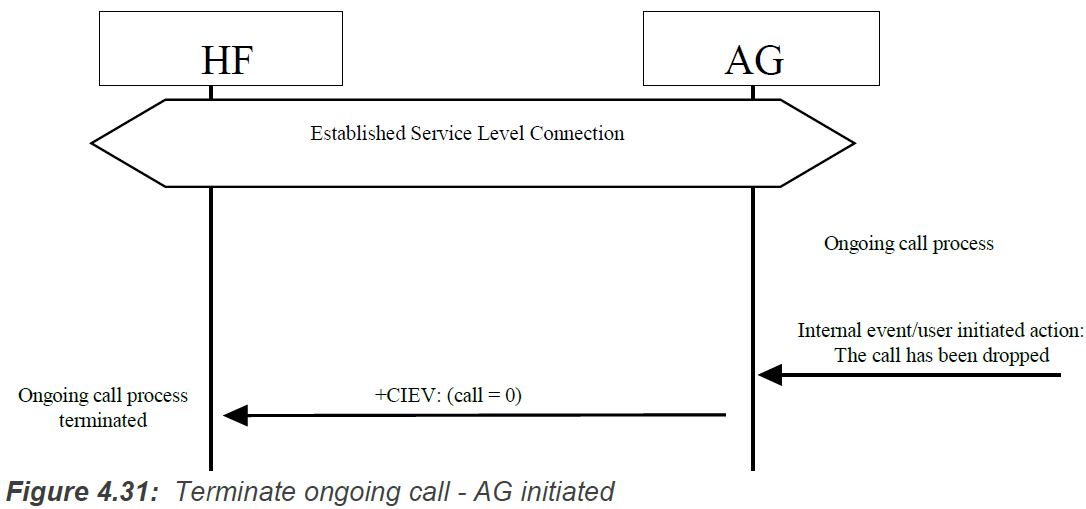 HF
AG
Established Service Level Connection
Ongoing call process
Internal event/user initiated action:
The call has been dropped
Ongoing call process
terminated
+CIEV: (call = 0)
Figure 4.31: Terminate ongoing call - AG initiated